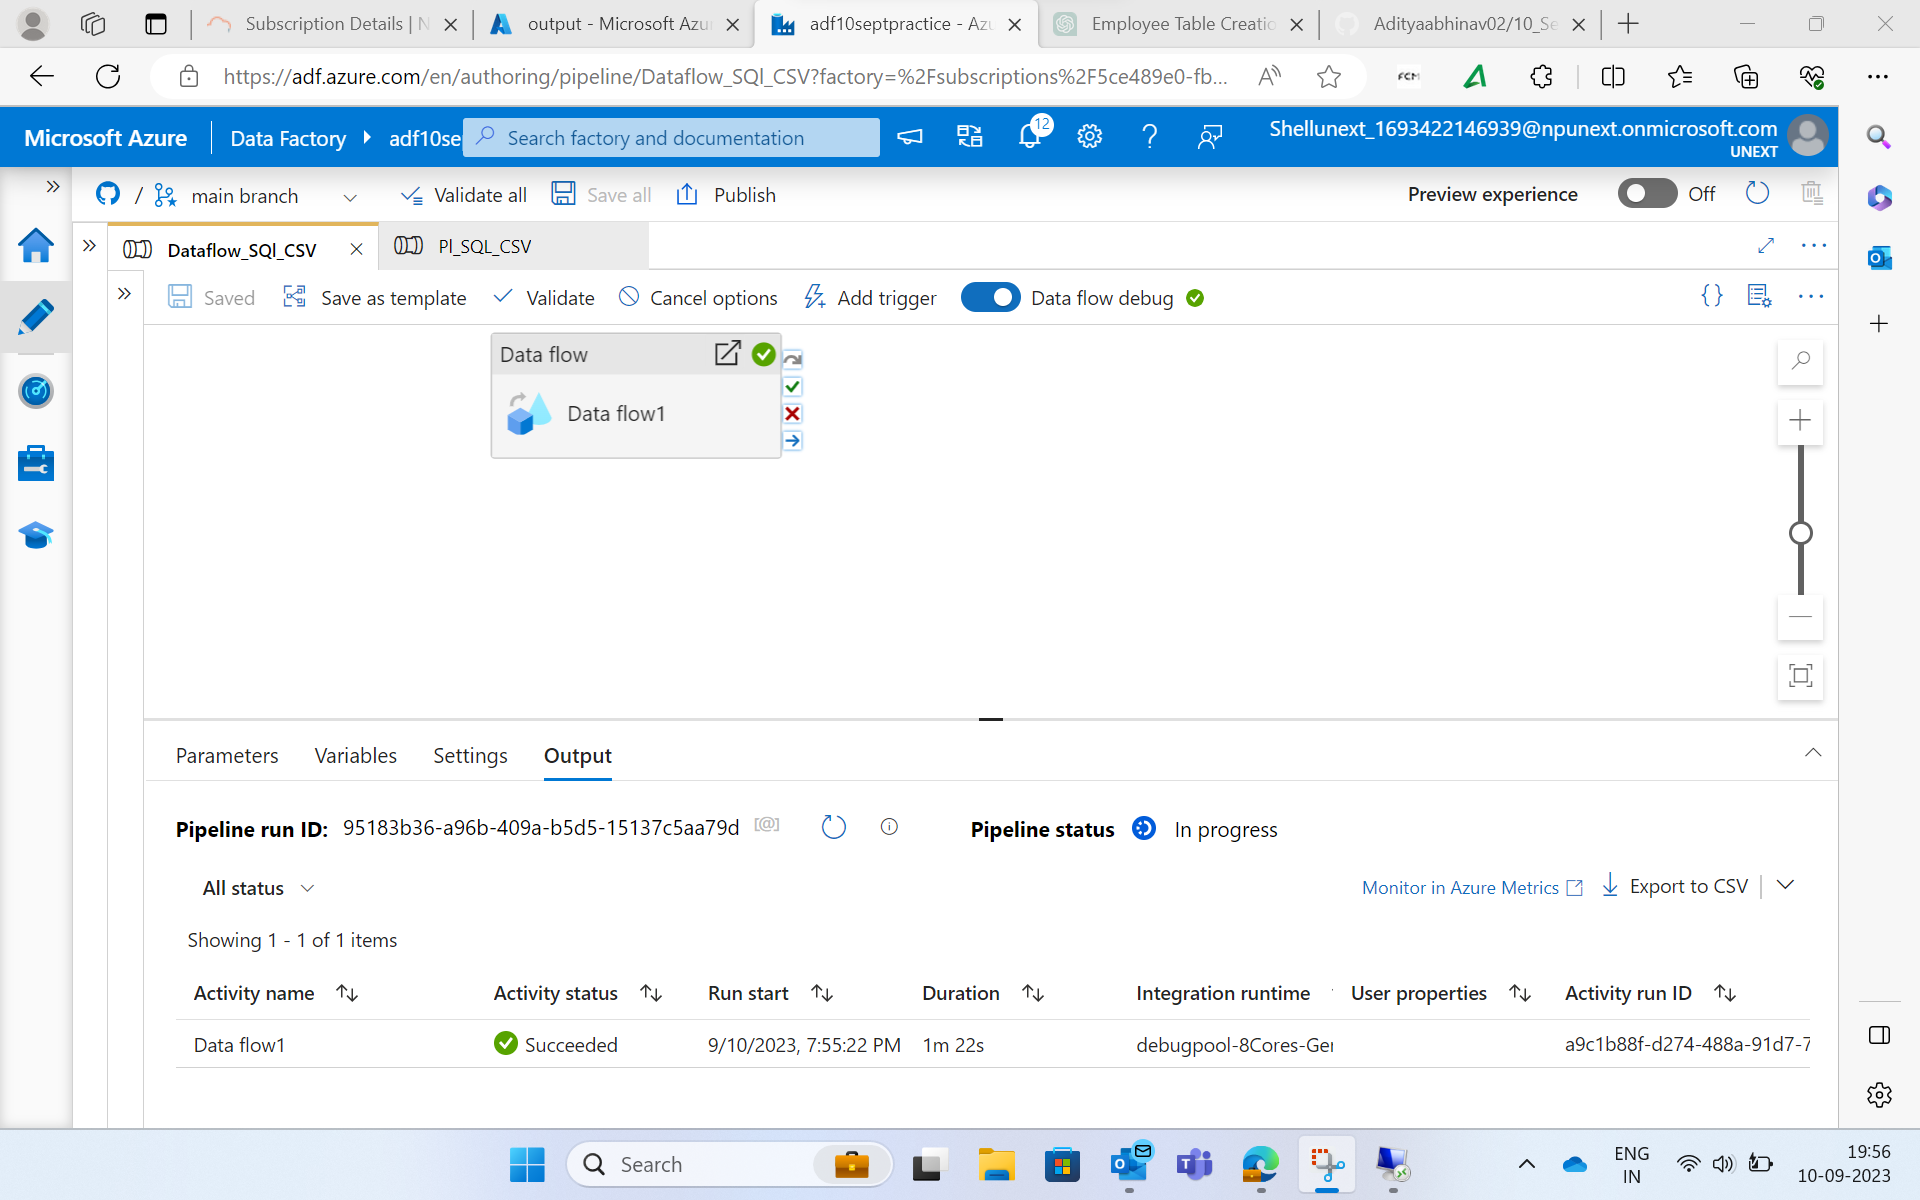 Subscription Details | N
output - Microsoft Azu
adf10septpractice - Azu
Employee Table Creatio
Adityaabhinav02/10_Se
https://adf.azure.com/en/authoring/pipeline/Dataflow_SQl_CSV?factory=%2Fsubscriptions%2F5ce489e0-fb...
FCM
Microsoft Azure
Data Factory
adf10se
Search factory and documentation
12
Shellunext_1693422146939@npunext.onmicrosoft.com
UNEXT
/ main branch
Validate all
Save all
Publish
Preview experience
Off
Dataflow_SQl_CSV
Pl_SQL_CSV
Saved
Save as template
Validate
Cancel options
Add trigger
Data flow debug
{}
Data flow
Data flow1
Parameters
Variables
Settings
Output
Pipeline run ID: 95183b36-a96b-409a-b5d5-15137c5aa79d [@]
Pipeline status In progress
All status
Monitor in Azure Metrics
Export to CSV
Showing 1 - 1 of 1 items
Activity name Activity status Run start Duration Integration runtime User properties Activity run ID
Data flow1 Succeeded 9/10/2023, 7:55:22 PM 1m 22s debugpool-8Cores-Gen a9c1b88f-d274-488a-91d7-7
Search
ENG
IN
19:56
10-09-2023